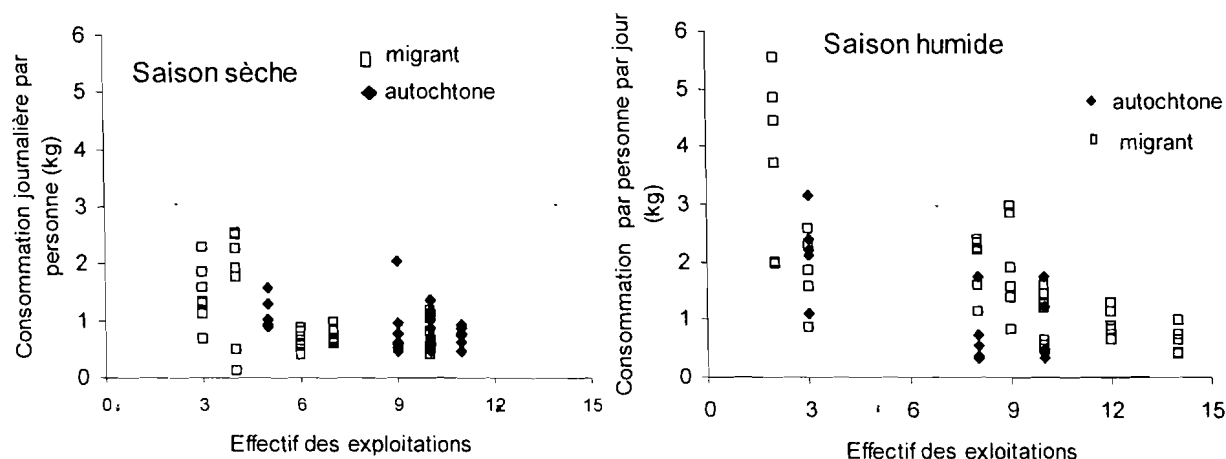 Consommation journalière par
personne (kg)
6
5
4
3
2
1
0
Saison sèche
migrant
autochtone
0
3
6
9
12
15
Effectif des exploitations
Consommation par personne par jour
(kg)
6
5
4
3
2
1
0
Saison humide
autochtone
migrant
0
3
6
9
12
15
Effectif des exloitations